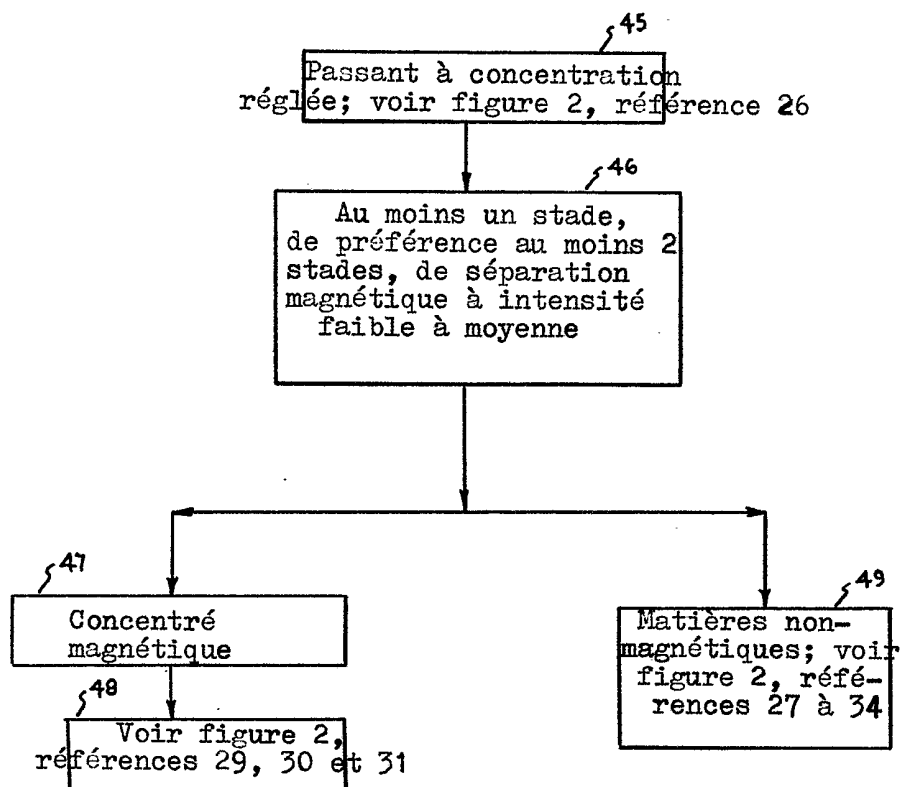 45
Passant à concentration
réglée; voir figure 2, référence 26
46
Au moins un stade,
de préférence au moins 2
stades, de séparation
magnétique à intensité
faible à moyenne
47
Concentré
magnétique
48
Voir figure 2,
références 29, 30 et 31
49
Matières non-
magnétiques; voir
figure 2, réfé-
rences 27 à 34